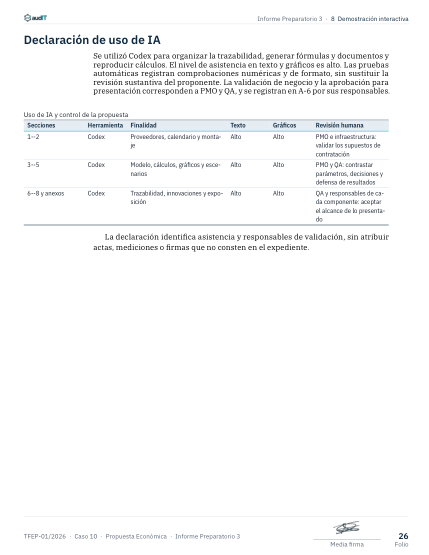 audIT
Informe Preparatorio 3 · 8 Demostración interactiva
Declaración de uso de IA
Se utilizó Codex para organizar la trazabilidad, generar fórmulas y documentos y
reproducir cálculos. El nivel de asistencia en texto y gráficos es alto. Las pruebas
automáticas registran comprobaciones numéricas y de formato, sin sustituir la
revisión sustantiva del proponente. La validación de negocio y la aprobación para
presentación corresponden a PMO y QA, y se registran en A-6 por sus responsables.
Uso de IA y control de la propuesta
Secciones Herramienta Finalidad Texto Gráficos Revisión humana
1--2 Codex Proveedores, calendario y monta- Alto Alto PMO e infraestructura:
je validar los supuestos de
contratación
3--5 Codex Modelo, cálculos, gráficos y esce- Alto Alto PMO y QA: contrastar
narios parámetros, decisiones y
defensa de resultados
6--8 y anexos Codex Trazabilidad, innovaciones y expo- Alto Alto QA y responsables de ca-
sición da componente: aceptar
el alcance de lo presenta-
do
La declaración identifica asistencia y responsables de validación, sin atribuir
actas, mediciones o firmas que no consten en el expediente.
TFEP-01/2026 · Caso 10 · Propuesta Económica · Informe Preparatorio 3
Media firma
26
Folio